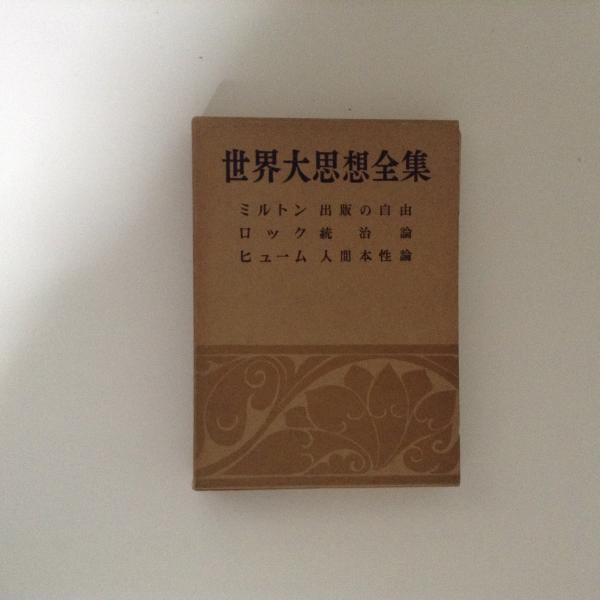 世界大思想全集
ミルトン 出版の自由
ロック 統治論
ヒューム 人間本性論